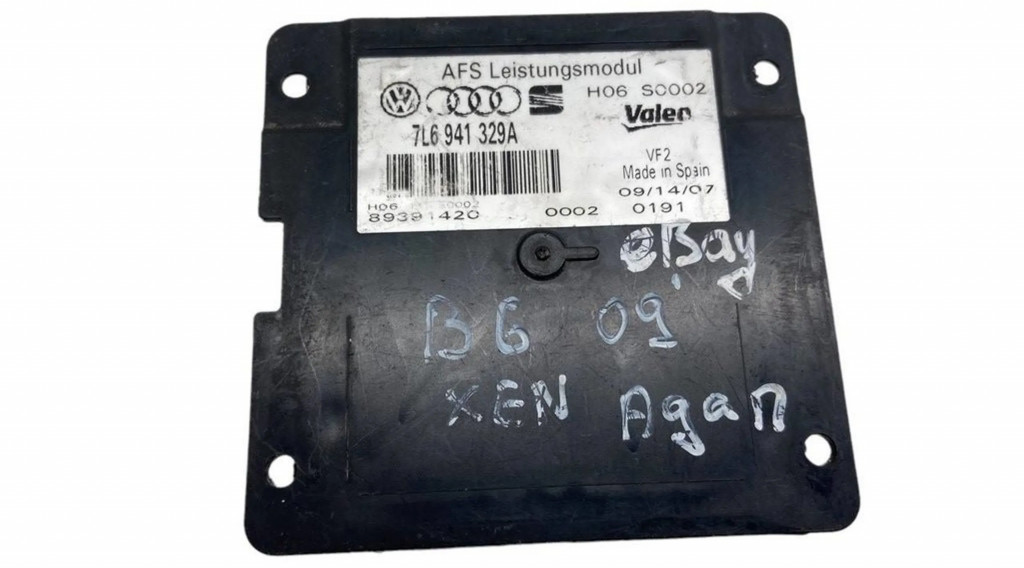 AFS Leistungsmodul
H06 S0002
Valeo
7L6 941 329A
VF2
Made in Spain
09/14/07
H06 S0002
89391420 0002 0191
eBay
B6 09
XEN Agan